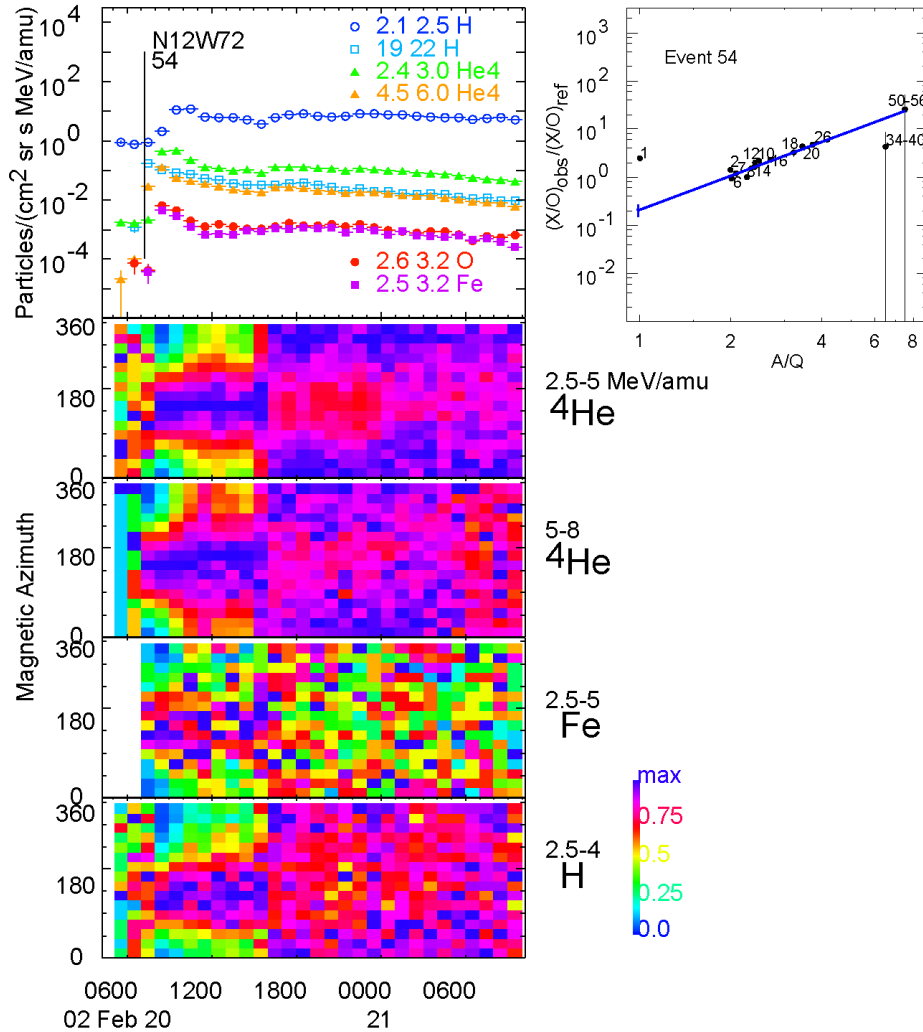 10^4
10^2
10^0
10^-2
10^-4
Particles/(cm2 sr s MeV/amu)
N12W72
54
2.1 2.5 H
19 22 H
2.4 3.0 He4
4.5 6.0 He4
2.6 3.2 O
2.5 3.2 Fe
Event 54
10^2
10^1
10^0
10^-1
10^-2
(X/O)obs/(X/O)ref
1
2
6
7
8
12
14
10
16
18
20
26
34-40
50-56
1
2
4
6
8
A/Q
360
180
0
2.5-5 MeV/amu
4He
360
180
0
5-8
4He
Magnetic Azimuth
360
180
0
2.5-5
Fe
360
180
0
2.5-4
H
max
0.75
0.5
0.25
0.0
0600 1200 1800 0000 0600
02 Feb 20 21